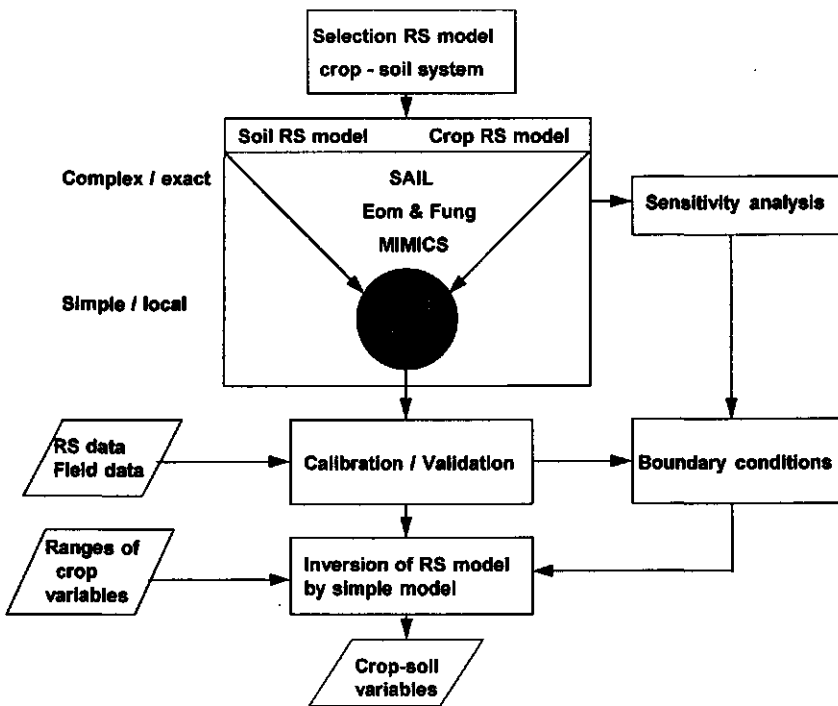 Selection RS model
crop - soil system
Soil RS model
Crop RS model
Complex / exact
SAIL
Eom & Fung
MIMICS
Sensitivity analysis
Simple / local
RS data
Field data
Calibration / Validation
Boundary conditions
Ranges of
crop
variables
Inversion of RS model
by simple model
Crop-soil
variables